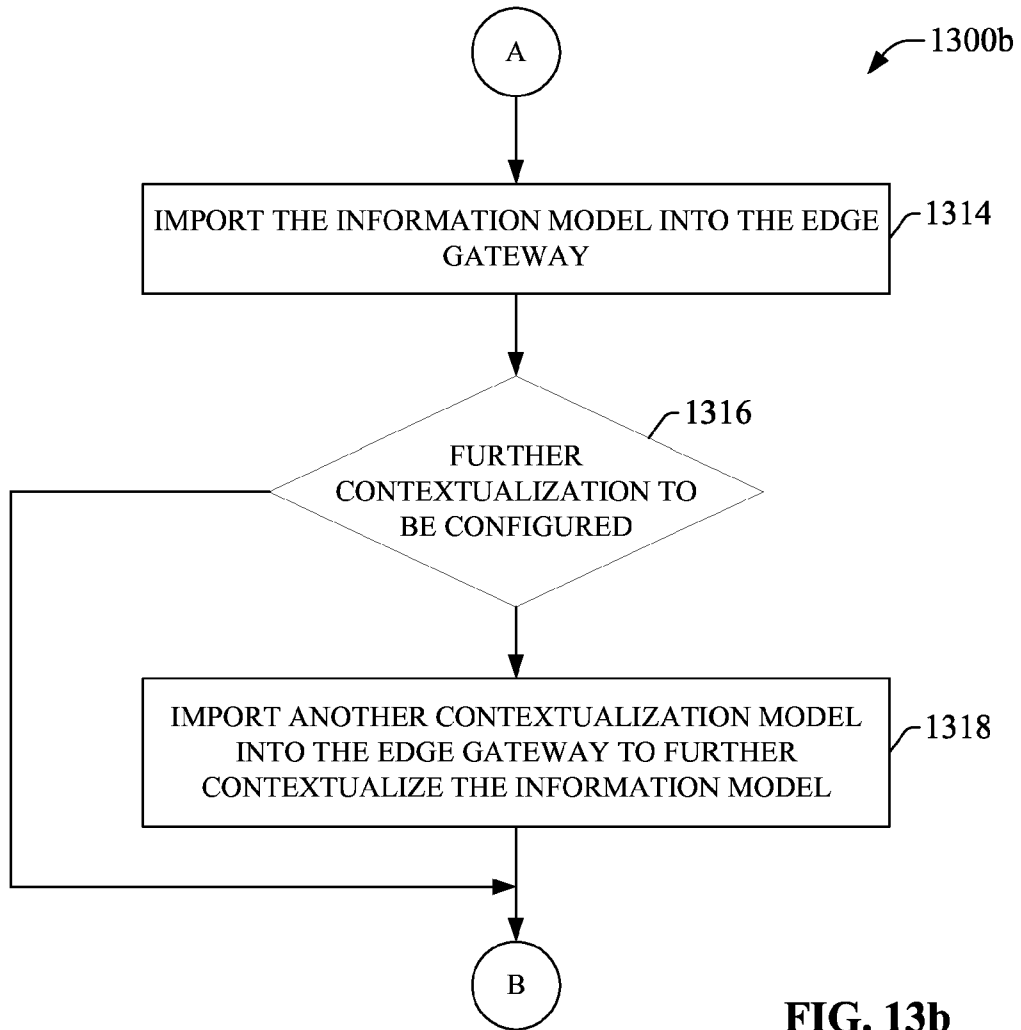 A
1300b
IMPORT THE INFORMATION MODEL INTO THE EDGE
GATEWAY
1314
1316
FURTHER
CONTEXTUALIZATION TO
BE CONFIGURED
IMPORT ANOTHER CONTEXTUALIZATION MODEL
INTO THE EDGE GATEWAY TO FURTHER
CONTEXTUALIZE THE INFORMATION MODEL
1318
B
FIG. 13b